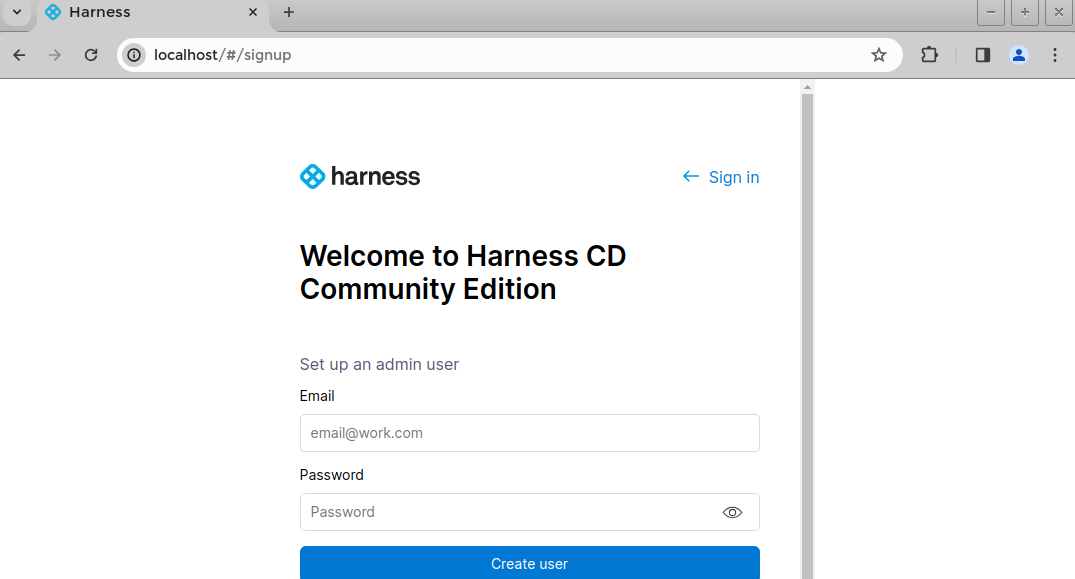 Harness
localhost/#/signup
harness
Sign in
Welcome to Harness CD
Community Edition
Set up an admin user
Email
email@work.com
Password
Password
Create user